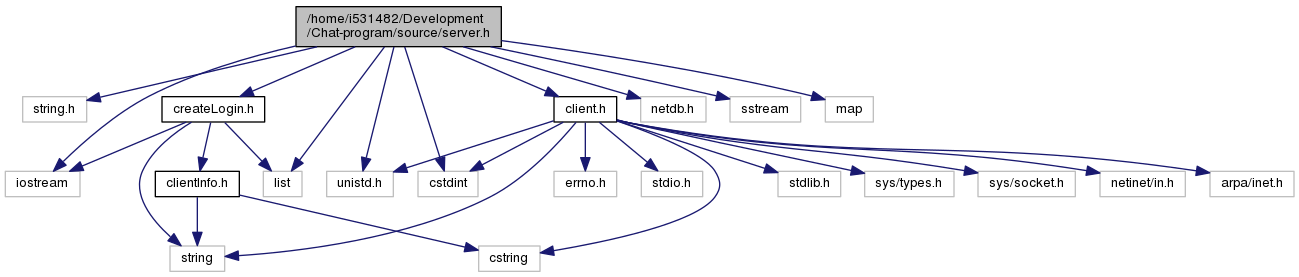 /home/i531482/Development
/Chat-program/source/server.h
string.h
createLogin.h
client.h
netdb.h
sstream
map
iostream
clientInfo.h
list
unistd.h
cstdint
errno.h
stdio.h
stdlib.h
sys/types.h
sys/socket.h
netinet/in.h
arpa/inet.h
string
cstring